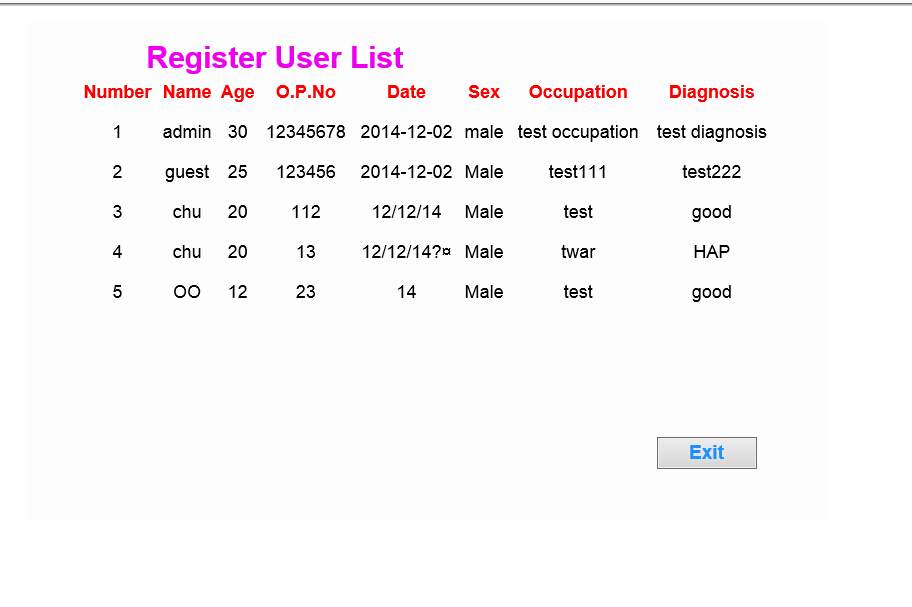 Register User List
Number Name Age O.P.No Date Sex Occupation Diagnosis
1 admin 30 12345678 2014-12-02 male test occupation test diagnosis
2 guest 25 123456 2014-12-02 Male test111 test222
3 chu 20 112 12/12/14 Male test good
4 chu 20 13 12/12/14?¤ Male twar HAP
5 OO 12 23 14 Male test good
Exit